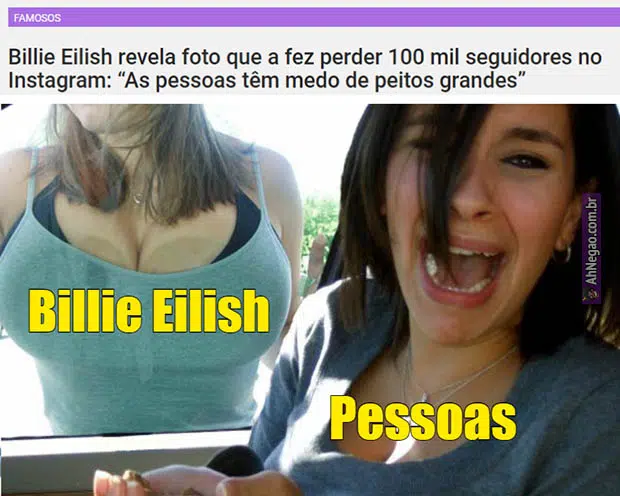 FAMOSOS
Billie Eilish revela foto que a fez perder 100 mil seguidores no
Instagram: “As pessoas têm medo de peitos grandes”
AhNegao.com.br
Billie Eilish
Pessoas